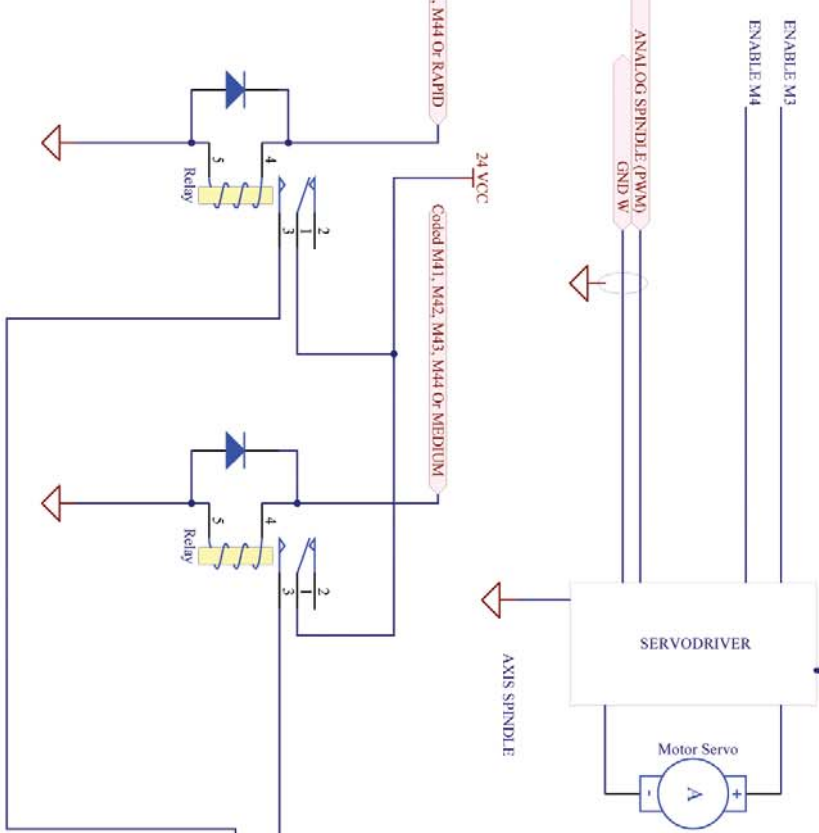 , M44 Or RAPID
24 VCC
ANALOG SPINDLE (PWM)
GND W
ENABLE M4
ENABLE M3
5
4
Relay
3
1
2
Coded M41, M42, M43, M44 Or MEDIUM
5
4
Relay
3
1
2
SERVODRIVER
AXIS SPINDLE
Motor Servo
-
A
+